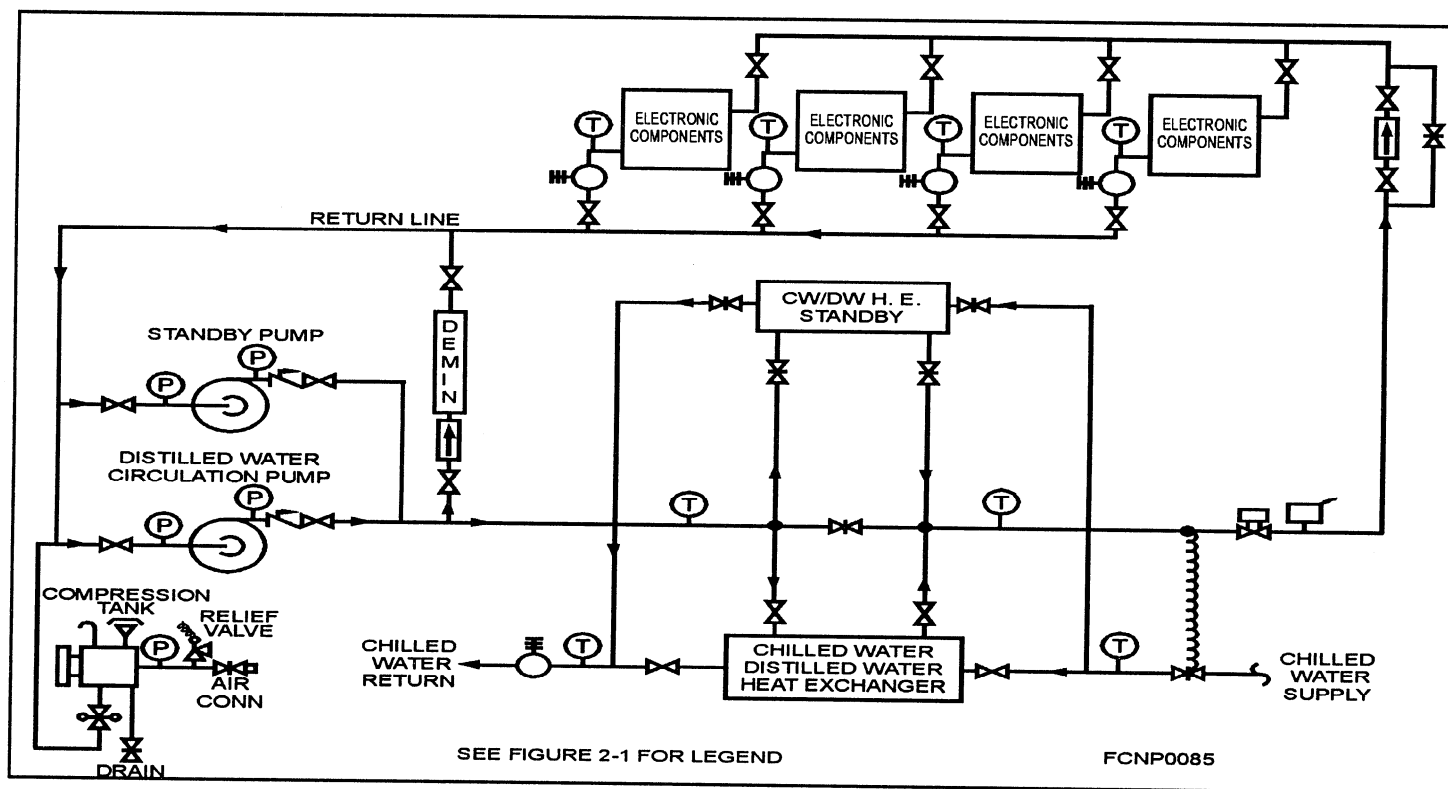 ELECTRONIC
COMPONENTS
ELECTRONIC
COMPONENTS
ELECTRONIC
COMPONENTS
ELECTRONIC
COMPONENTS
T
T
T
T
RETURN LINE
CW/DW H. E.
STANDBY
DEMIN
STANDBY PUMP
P
P
DISTILLED WATER
CIRCULATION PUMP
P
P
T
T
COMPRESSION
TANK
RELIEF
VALVE
P
AIR
CONN
DRAIN
CHILLED
WATER
RETURN
T
CHILLED WATER
DISTILLED WATER
HEAT EXCHANGER
T
CHILLED
WATER
SUPPLY
SEE FIGURE 2-1 FOR LEGEND
FCNP0085